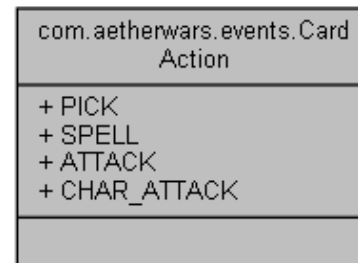 com.aetherwars.events.Card
Action
+ PICK
+ SPELL
+ ATTACK
+ CHAR_ATTACK